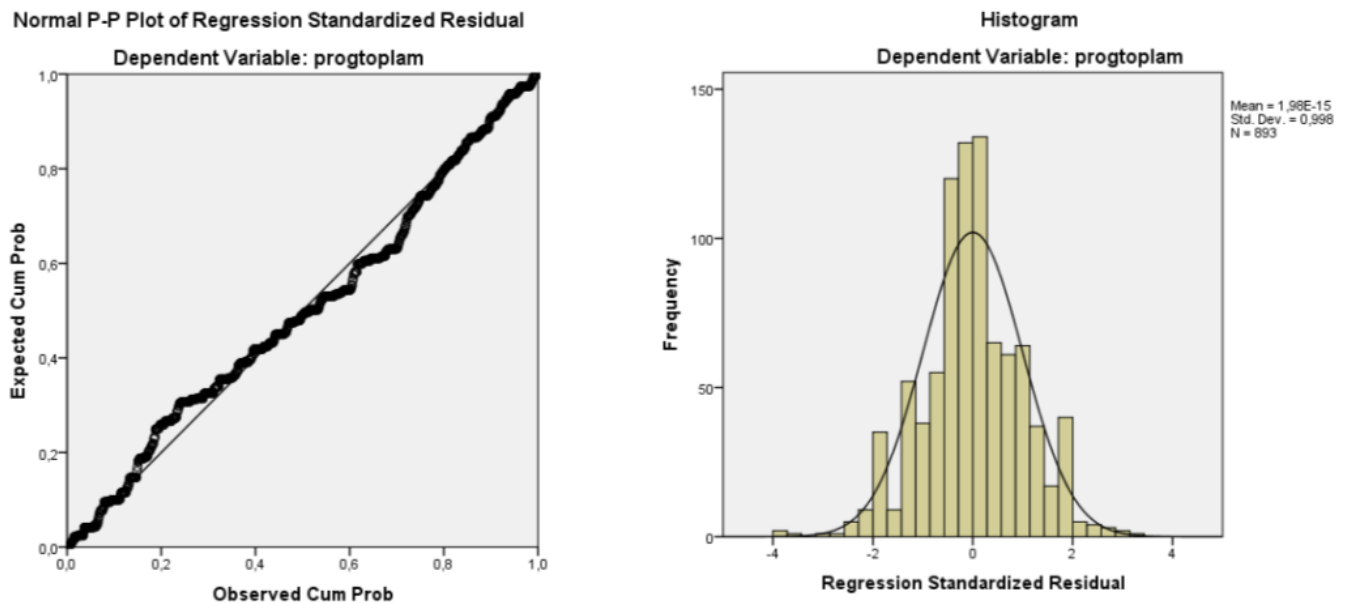 Normal P-P Plot of Regression Standardized Residual
Dependent Variable: progtoplam
1,0
0,8
0,6
0,4
0,2
0,0
0,0 0,2 0,4 0,6 0,8 1,0
Expected Cum Prob
Observed Cum Prob
Histogram
Dependent Variable: progtoplam
150
100
50
0
-4 -2 0 2 4
Frequency
Regression Standardized Residual
Mean = 1,98E-15
Std. Dev. = 0,998
N = 893